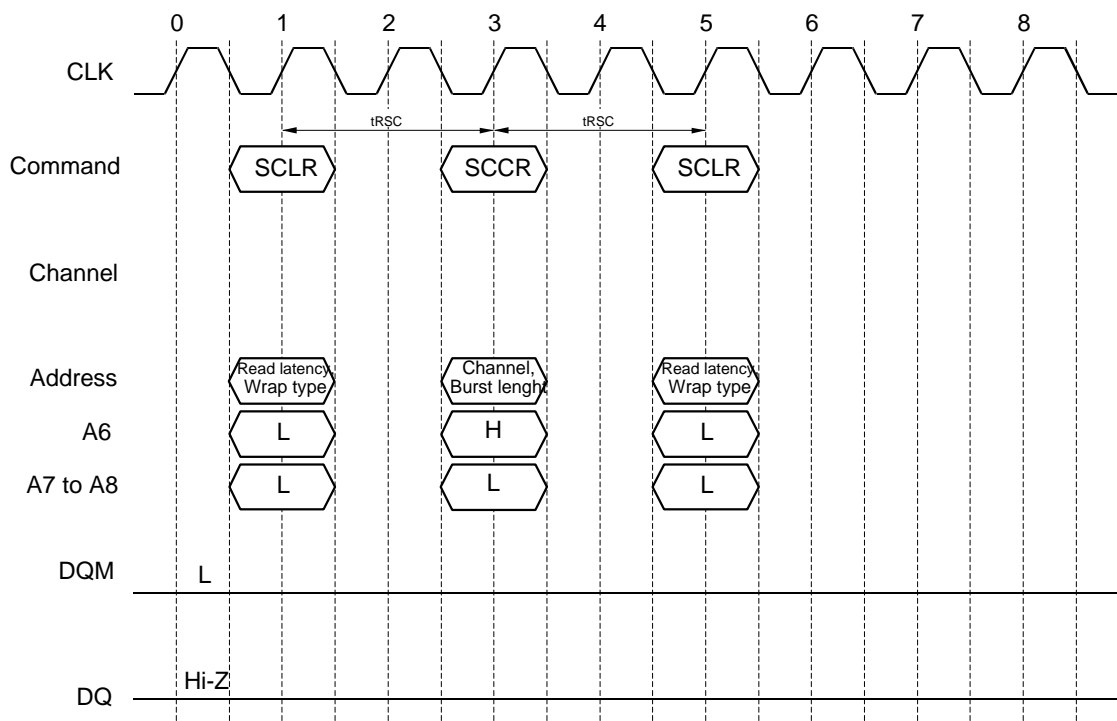 0 1 2 3 4 5 6 7 8
CLK
tRSC tRSC
Command SCLR SCCR SCLR
Channel
Address
Read latency, Channel, Read latency,
Wrap type Burst lenght Wrap type
A6 L H L
A7 to A8 L L L
DQM L
DQ Hi-Z